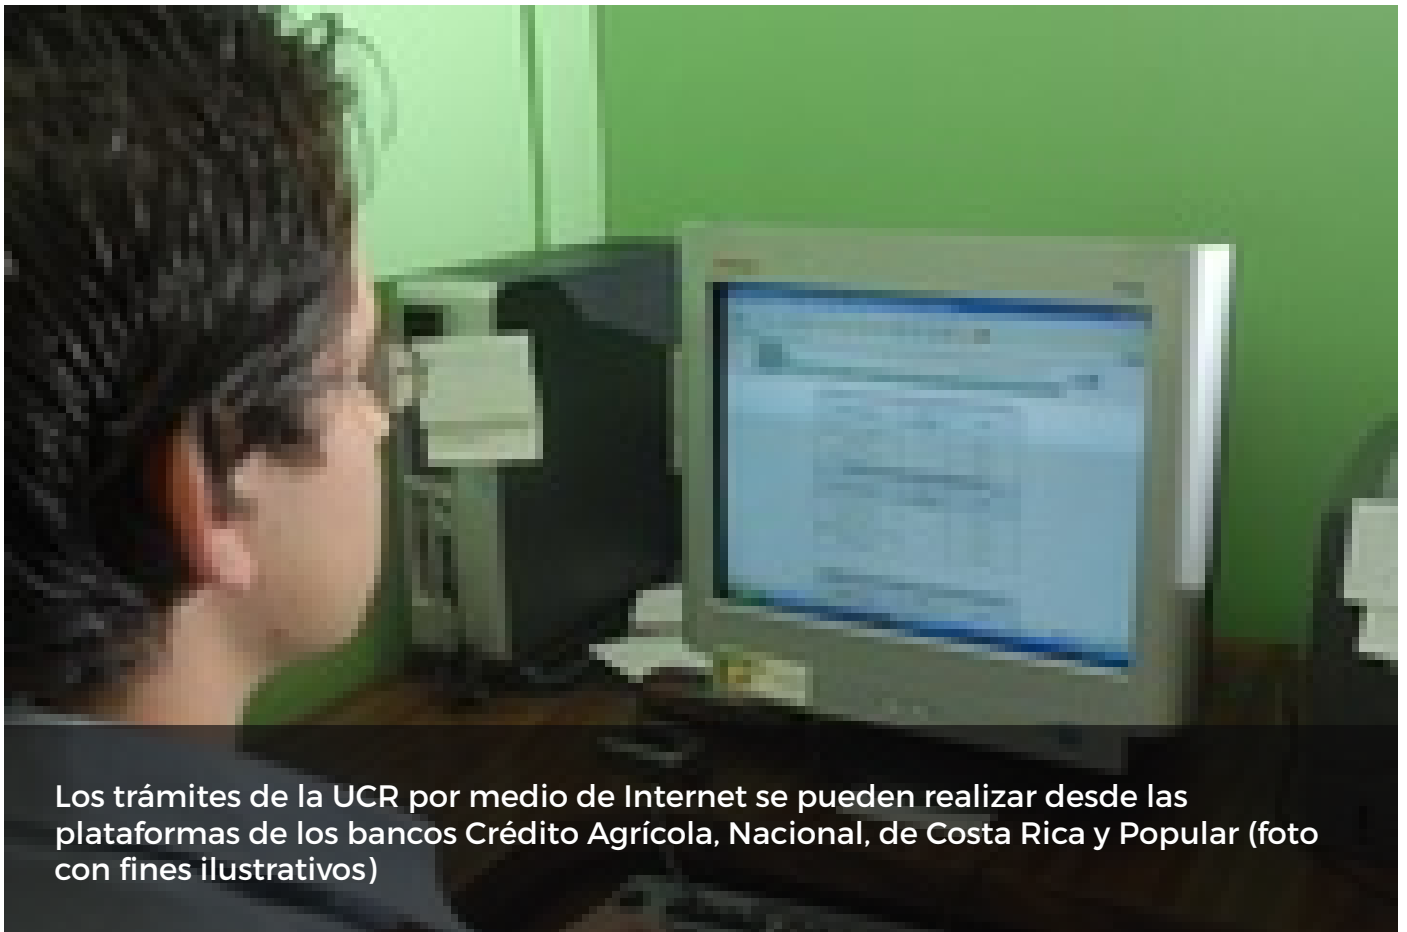 Los trámites de la UCR por medio de Internet se pueden realizar desde las
plataformas de los bancos Crédito Agrícola, Nacional, de Costa Rica y Popular (foto
con fines ilustrativos)